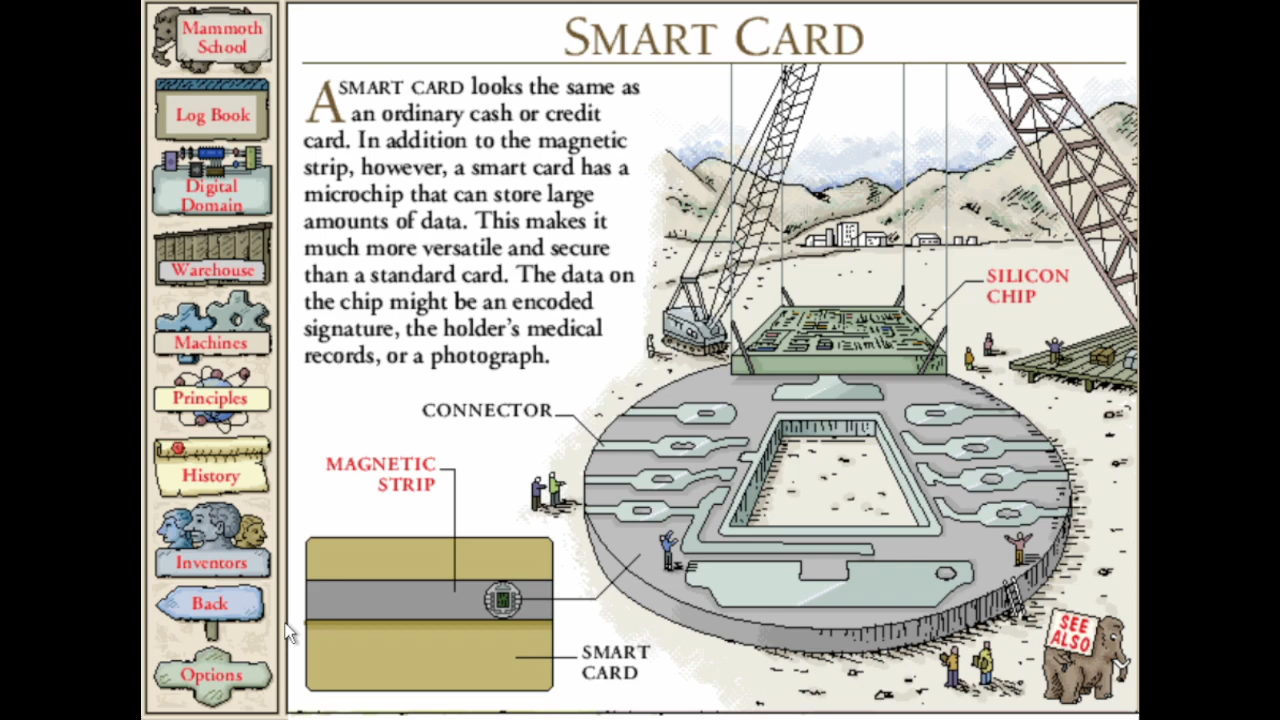 Mammoth
School
Log Book
Digital
Domain
Warehouse
Machines
Principles
History
Inventors
Back
Options
SMART CARD
A SMART CARD looks the same as
an ordinary cash or credit
card. In addition to the magnetic
strip, however, a smart card has a
microchip that can store large
amounts of data. This makes it
much more versatile and secure
than a standard card. The data on
the chip might be an encoded
signature, the holder's medical
records, or a photograph.
SILICON
CHIP
CONNECTOR
MAGNETIC
STRIP
SMART
CARD
SEE
ALSO